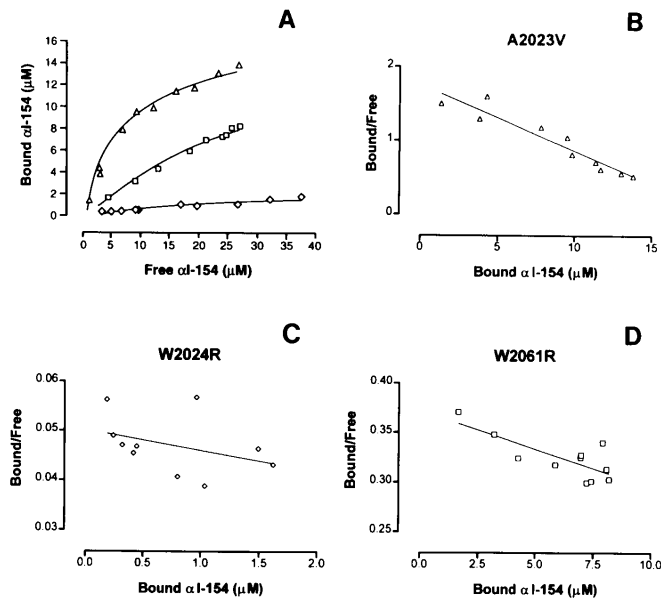 A
16
14
12
10
8
6
4
2
0
Bound αI-154 (μM)
0 5 10 15 20 25 30 35 40
Free αI-154 (μM)
B
A2023V
2
1
0
Bound/Free
0 5 10 15
Bound αI-154 (μM)
C
W2024R
0.06
0.05
0.04
0.03
Bound/Free
0.0 0.5 1.0 1.5 2.0
Bound αI-154 (μM)
D
W2061R
0.40
0.35
0.30
0.25
Bound/Free
0.0 2.5 5.0 7.5 10.0
Bound αI-154 (μM)